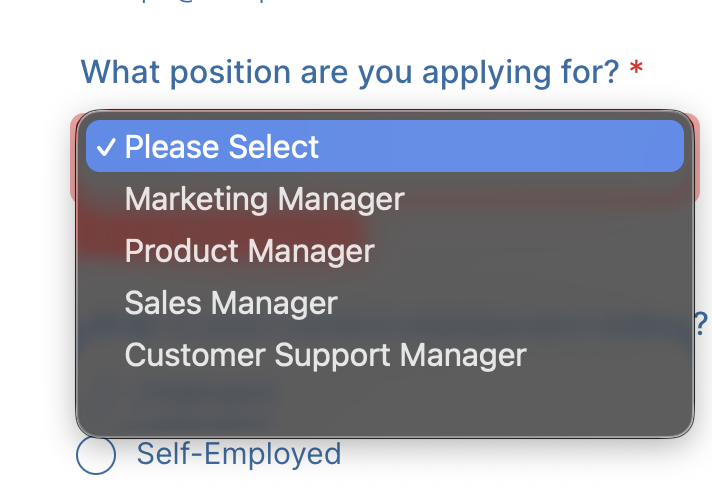 What position are you applying for? *
✓ Please Select
Marketing Manager
Product Manager
Sales Manager
Customer Support Manager
?
Self-Employed